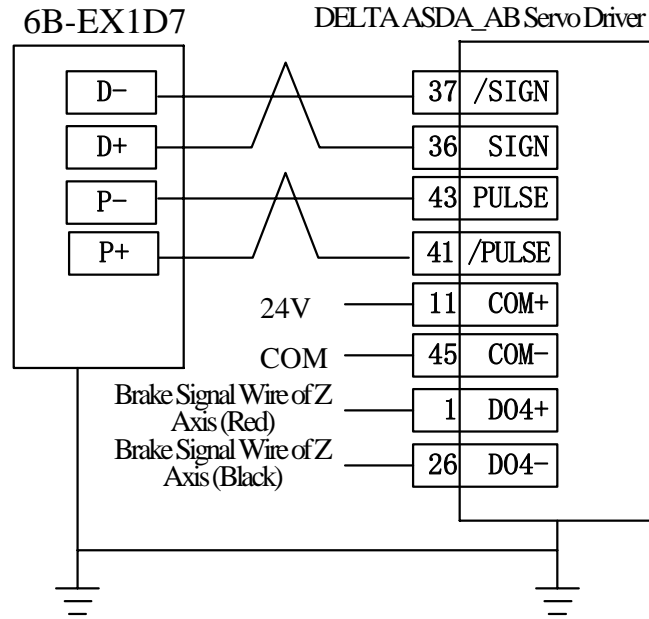 6B-EX1D7
DELTA ASDA_AB Servo Driver
D-
37 /SIGN
D+
36 SIGN
P-
43 PULSE
P+
41 /PULSE
24V
11 COM+
COM
45 COM-
Brake Signal Wire of Z
Axis (Red)
1 DO4+
Brake Signal Wire of Z
Axis (Black)
26 DO4-